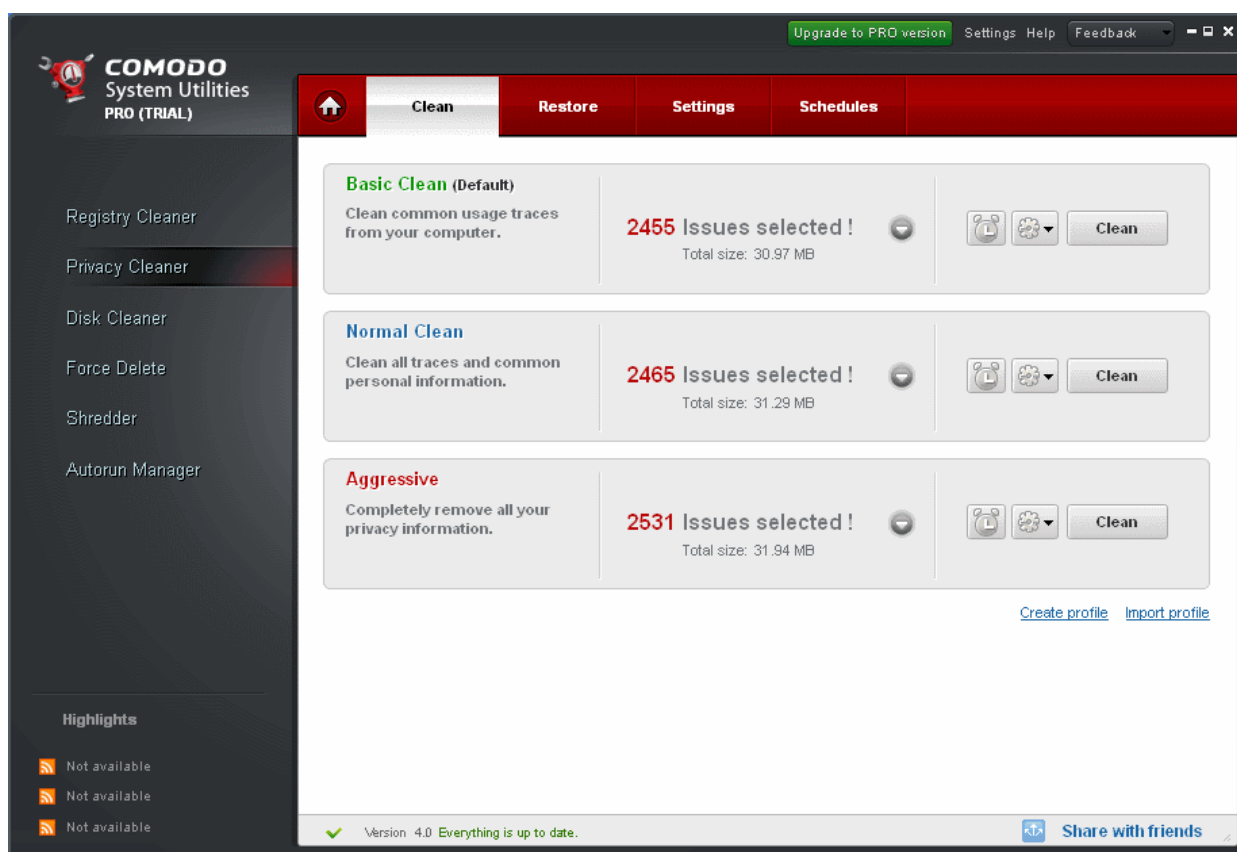 Upgrade to PRO version Settings Help Feedback
COMODO
System Utilities
PRO (TRIAL)
Clean Restore Settings Schedules
Registry Cleaner
Privacy Cleaner
Disk Cleaner
Force Delete
Shredder
Autorun Manager
Basic Clean (Default)
Clean common usage traces
from your computer.
2455 Issues selected !
Total size: 30.97 MB
Clean
Normal Clean
Clean all traces and common
personal information.
2465 Issues selected !
Total size: 31.29 MB
Clean
Aggressive
Completely remove all your
privacy information.
2531 Issues selected !
Total size: 31.94 MB
Clean
Create profile Import profile
Highlights
Not available
Not available
Not available
Version 4.0 Everything is up to date.
Share with friends